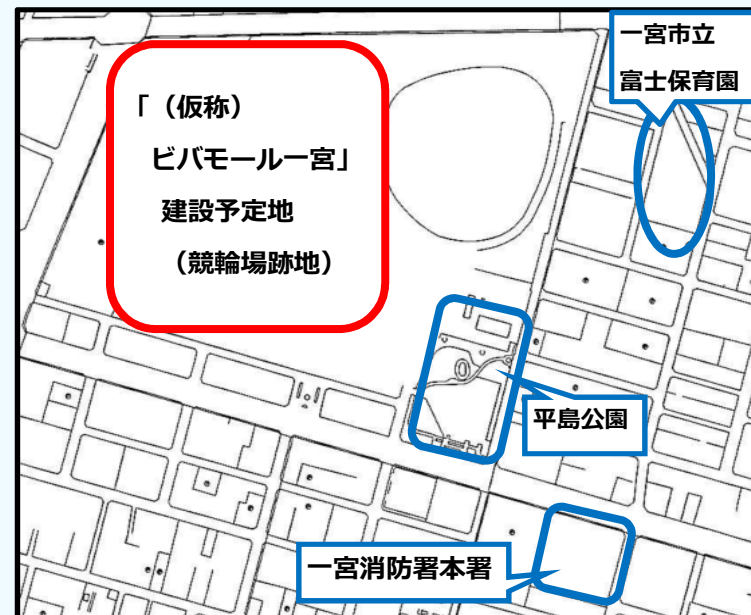 「（仮称）
ビバモール一宮」
建設予定地
（競輪場跡地）
一宮市立
富士保育園
平島公園
一宮消防署本署